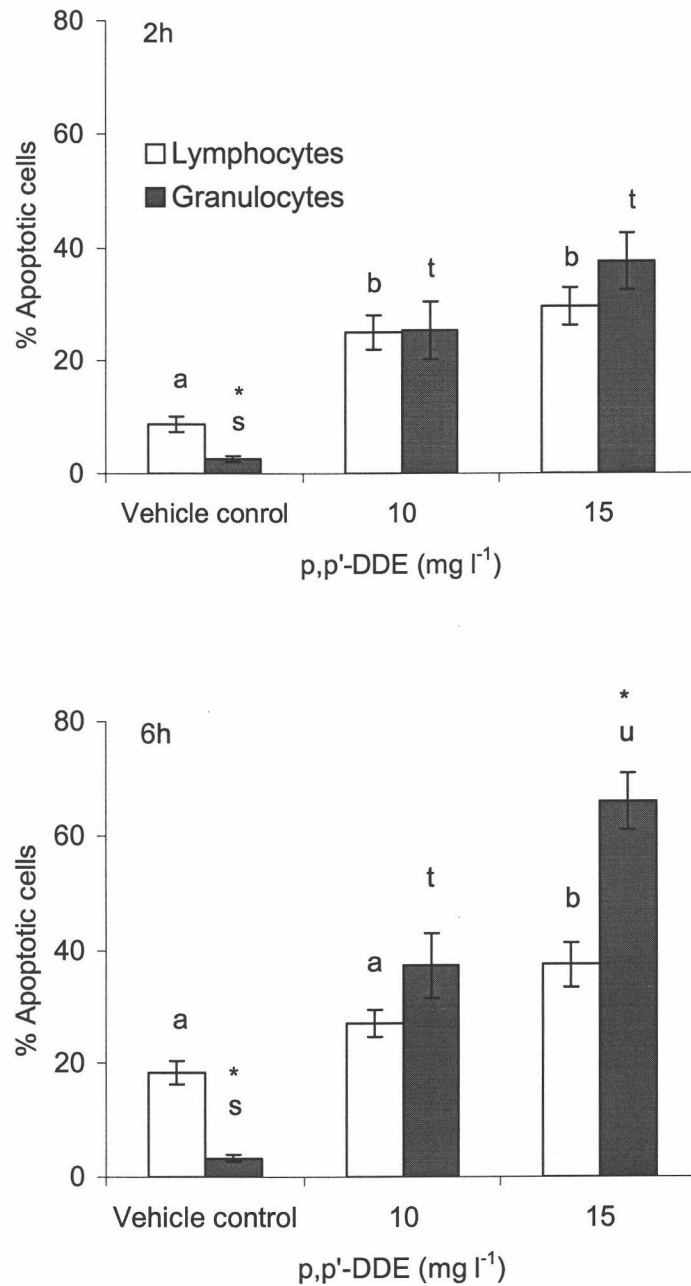 80
2h
60
Lymphocytes
Granulocytes
% Apoptotic cells
40
20
0
a
*
s
b
t
b
t
Vehicle conrol
10
15
p,p'-DDE (mg l⁻¹)
80
6h
60
% Apoptotic cells
40
20
0
a
*
s
a
t
b
*
u
Vehicle control
10
15
p,p'-DDE (mg l⁻¹)